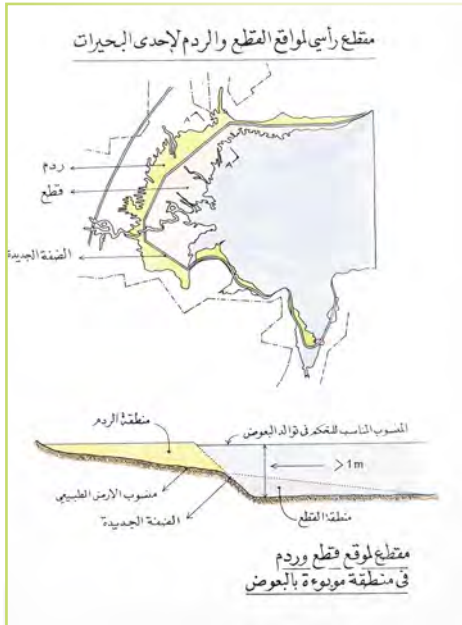 مقطع رأسي لمواقع القطع والردم لإحدى البحيرات
ردم
قطع
الضفة الجديدة
المنسوب المناسب للتحكم في توالد البعوض
منطقة الردم
>1m
منسوب الارض الطبيعي
منطقة القطع
الضفة الجديدة
مقطع لموقع قطع وردم
في منطقة موبوءة بالبعوض